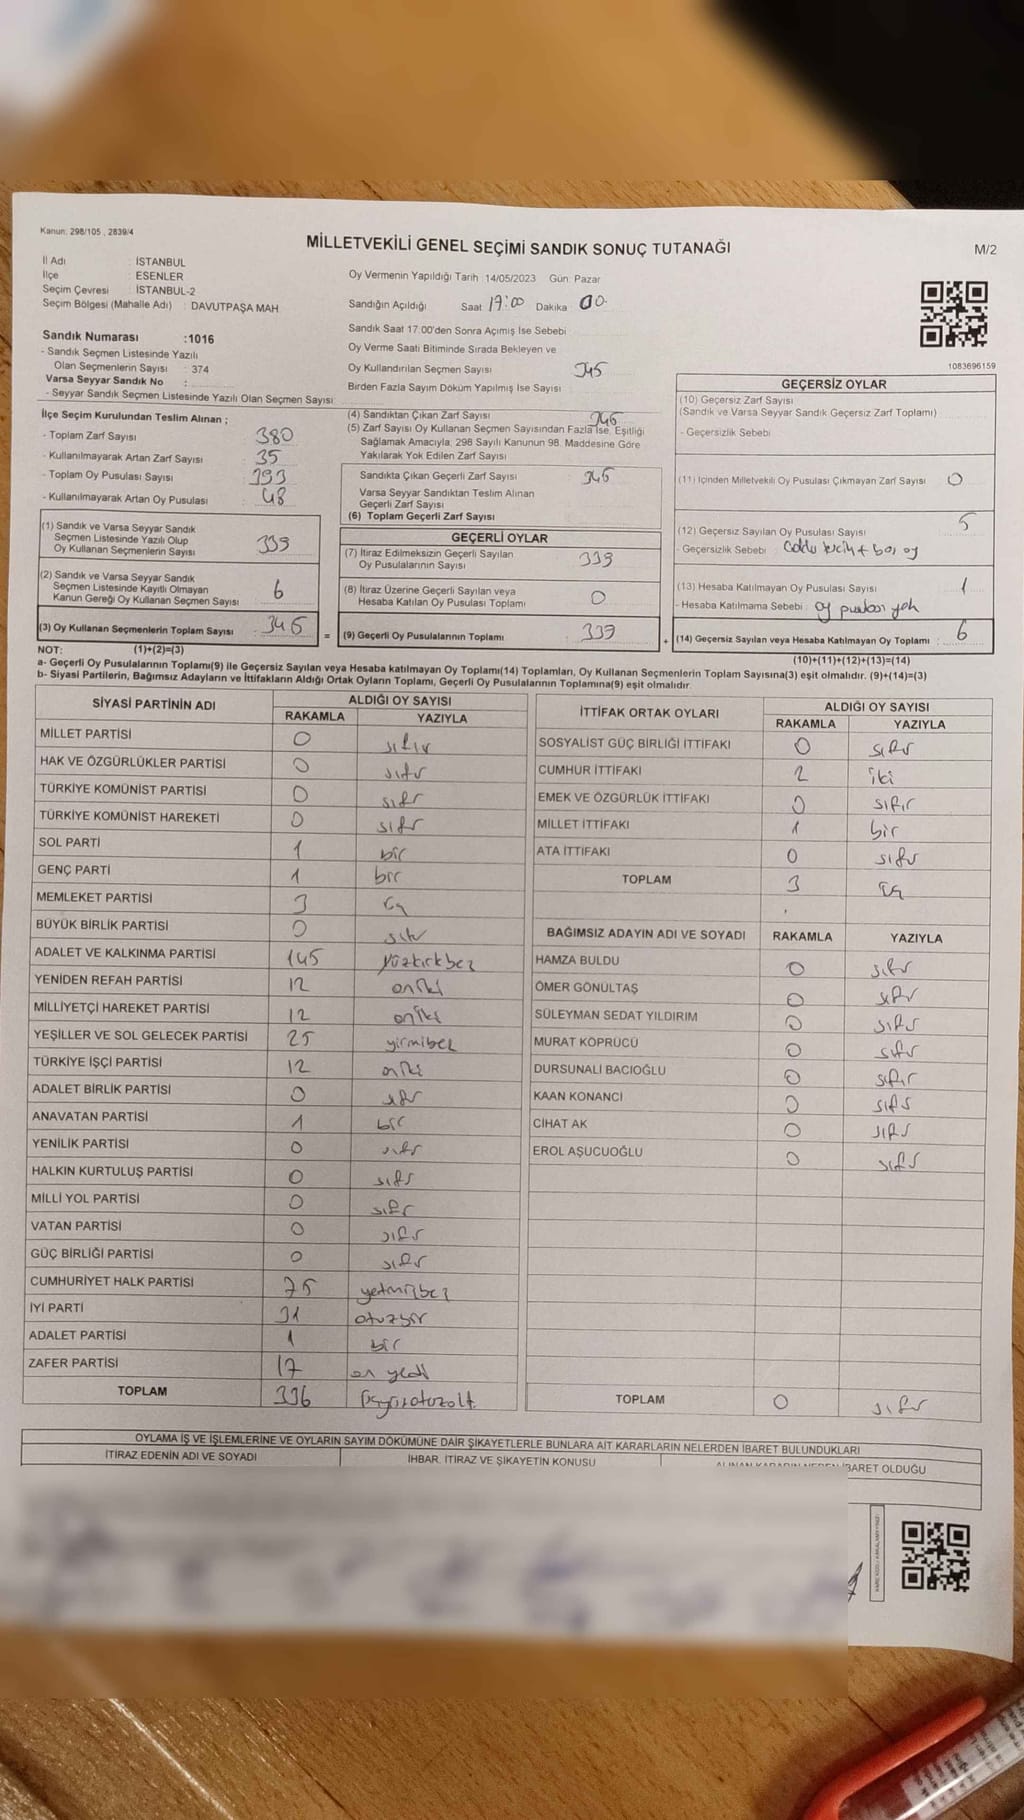 Kanun: 298/105 , 2839/4
MİLLETVEKİLİ GENEL SEÇİMİ SANDIK SONUÇ TUTANAĞI
M/2
İl Adı : İSTANBUL
İlçe : ESENLER
Seçim Çevresi : İSTANBUL-2
Seçim Bölgesi (Mahalle Adı) : DAVUTPAŞA MAH
Oy Vermenin Yapıldığı Tarih : 14/05/2023 Gün: Pazar
Sandığın Açıldığı Saat 17:00 Dakika 00
Sandık Saat 17:00'den Sonra Açımış İse Sebebi
Oy Verme Saati Bitiminde Sırada Bekleyen ve
Oy Kullandırılan Seçmen Sayısı 345
Birden Fazla Sayım Döküm Yapılmış İse Sayısı
1083696159
Sandık Numarası :1016
- Sandık Seçmen Listesinde Yazılı
Olan Seçmenlerin Sayısı : 374
Varsa Seyyar Sandık No :
- Seyyar Sandık Seçmen Listesinde Yazılı Olan Seçmen Sayısı:
İlçe Seçim Kurulundan Teslim Alınan ;
- Toplam Zarf Sayısı 380
- Kullanılmayarak Artan Zarf Sayısı 35
- Toplam Oy Pusulası Sayısı 393
- Kullanılmayarak Artan Oy Pusulası 48
(1) Sandık ve Varsa Seyyar Sandık
Seçmen Listesinde Yazılı Olup
Oy Kullanan Seçmenlerin Sayısı 339
(2) Sandık ve Varsa Seyyar Sandık
Seçmen Listesinde Kayıtlı Olmayan
Kanun Gereği Oy Kullanan Seçmen Sayısı 6
(3) Oy Kullanan Seçmenlerin Toplam Sayısı 345
(4) Sandıktan Çıkan Zarf Sayısı 345
(5) Zarf Sayısı Oy Kullanan Seçmen Sayısından Fazla İse, Eşitliği
Sağlamak Amacıyla, 298 Sayılı Kanunun 98. Maddesine Göre
Yakılarak Yok Edilen Zarf Sayısı
Sandıkta Çıkan Geçerli Zarf Sayısı 345
Varsa Seyyar Sandıktan Teslim Alınan
Geçerli Zarf Sayısı
(6) Toplam Geçerli Zarf Sayısı
GEÇERLİ OYLAR
(7) İtiraz Edilmeksizin Geçerli Sayılan
Oy Pusulalarının Sayısı 339
(8) İtiraz Üzerine Geçerli Sayılan veya
Hesaba Katılan Oy Pusulası Toplamı 0
= (9) Geçerli Oy Pusulalarının Toplamı 339
GEÇERSİZ OYLAR
(10) Geçersiz Zarf Sayısı
(Sandık ve Varsa Seyyar Sandık Geçersiz Zarf Toplamı)
- Geçersizlik Sebebi
(11) İçinden Milletvekili Oy Pusulası Çıkmayan Zarf Sayısı 0
(12) Geçersiz Sayılan Oy Pusulası Sayısı 5
- Geçersizlik Sebebi : boş oy
(13) Hesaba Katılmayan Oy Pusulası Sayısı 1
- Hesaba Katılmama Sebebi : oy pusulası yok
+ (14) Geçersiz Sayılan veya Hesaba Katılmayan Oy Toplamı : 6
NOT: (1)+(2)=(3)
(10)+(11)+(12)+(13)=(14)
a- Geçerli Oy Pusulalarının Toplamı(9) ile Geçersiz Sayılan veya Hesaba katılmayan Oy Toplamı(14) Toplamları, Oy Kullanan Seçmenlerin Toplam Sayısına(3) eşit olmalıdır. (9)+(14)=(3)
b- Siyasi Partilerin, Bağımsız Adayların ve İttifakların Aldığı Ortak Oyların Toplamı, Geçerli Oy Pusulalarının Toplamına(9) eşit olmalıdır.
SİYASİ PARTİNİN ADI ALDIĞI OY SAYISI
RAKAMLA YAZIYLA
MİLLET PARTİSİ 0 sıfır
HAK VE ÖZGÜRLÜKLER PARTİSİ 0 sıfır
TÜRKİYE KOMÜNİST PARTİSİ 0 sıfır
TÜRKİYE KOMÜNİST HAREKETİ 0 sıfır
SOL PARTİ 1 bir
GENÇ PARTİ 1 bir
MEMLEKET PARTİSİ 3 üç
BÜYÜK BİRLİK PARTİSİ 0 sıfır
ADALET VE KALKINMA PARTİSİ 145 yüzkırkbeş
YENİDEN REFAH PARTİSİ 12 oniki
MİLLİYETÇİ HAREKET PARTİSİ 12 oniki
YEŞİLLER VE SOL GELECEK PARTİSİ 25 yirmibeş
TÜRKİYE İŞÇİ PARTİSİ 12 oniki
ADALET BİRLİK PARTİSİ 0 sıfır
ANAVATAN PARTİSİ 1 bir
YENİLİK PARTİSİ 0 sıfır
HALKIN KURTULUŞ PARTİSİ 0 sıfır
MİLLİ YOL PARTİSİ 0 sıfır
VATAN PARTİSİ 0 sıfır
GÜÇ BİRLİĞİ PARTİSİ 0 sıfır
CUMHURİYET HALK PARTİSİ 75 yetmişbeş
İYİ PARTİ 31 otuzbir
ADALET PARTİSİ 1 bir
ZAFER PARTİSİ 17 on yedi
TOPLAM 336 üçyüzotuzaltı
İTTİFAK ORTAK OYLARI ALDIĞI OY SAYISI
RAKAMLA YAZIYLA
SOSYALİST GÜÇ BİRLİĞİ İTTİFAKI 0 sıfır
CUMHUR İTTİFAKI 2 iki
EMEK VE ÖZGÜRLÜK İTTİFAKI 0 sıfır
MİLLET İTTİFAKI 1 bir
ATA İTTİFAKI 0 sıfır
TOPLAM 3 üç
BAĞIMSIZ ADAYIN ADI VE SOYADI RAKAMLA YAZIYLA
HAMZA BULDU 0 sıfır
ÖMER GÖNÜLTAŞ 0 sıfır
SÜLEYMAN SEDAT YILDIRIM 0 sıfır
MURAT KÖPRÜCÜ 0 sıfır
DURSUNALİ BACIOĞLU 0 sıfır
KAAN KONANCİ 0 sıfır
CİHAT AK 0 sıfır
EROL AŞUCUOĞLU 0 sıfır
TOPLAM 0 sıfır
OYLAMA İŞ VE İŞLEMLERİNE VE OYLARIN SAYIM DÖKÜMÜNE DAİR ŞİKAYETLERLE BUNLARA AİT KARARLARIN NELERDEN İBARET BULUNDUKLARI
İTİRAZ EDENİN ADI VE SOYADI İHBAR, İTİRAZ VE ŞİKAYETİN KONUSU İBARET OLDUĞU